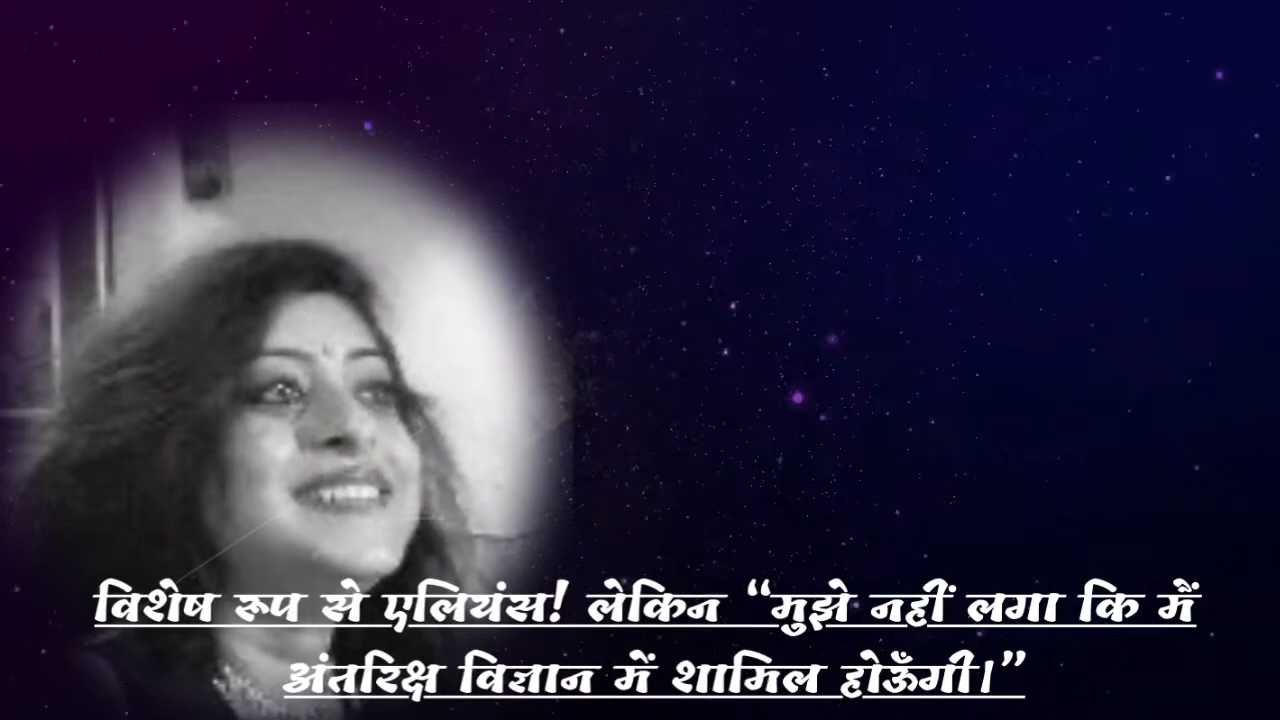 विशेष रूप से एलियंस! लेकिन “मुझे नहीं लगा कि मैं
अंतरिक्ष विज्ञान में शामिल होऊँगी।”